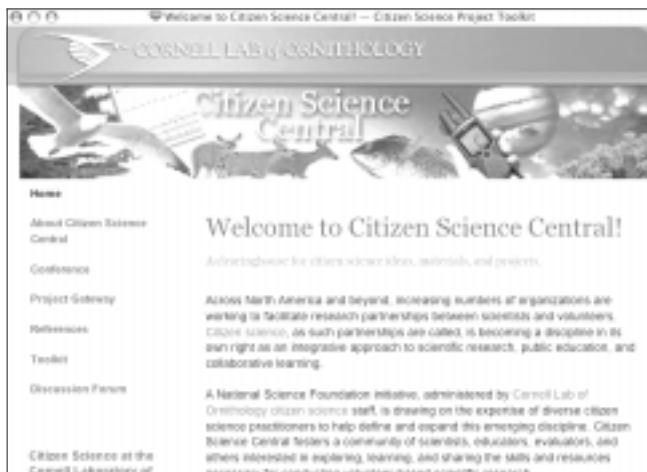 Welcome to Citizen Science Central! — Citizen Science Project Toolkit
CORNELL LAB of ORNITHOLOGY
Citizen Science
Central
Home
About Citizen Science
Central
Conference
Project Gateway
References
Toolkit
Discussion Forum
Citizen Science at the
Cornell Laboratory of
Welcome to Citizen Science Central!
A clearinghouse for citizen science ideas, materials, and projects.
Across North America and beyond, increasing numbers of organizations are
working to facilitate research partnerships between scientists and volunteers.
Citizen science, as such partnerships are called, is becoming a discipline in its
own right as an integrative approach to scientific research, public education, and
collaborative learning.
A National Science Foundation initiative, administered by Cornell Lab of
Ornithology citizen science staff, is drawing on the expertise of diverse citizen
science practitioners to help define and expand this emerging discipline. Citizen
Science Central fosters a community of scientists, educators, evaluators, and
others interested in exploring, learning, and sharing the skills and resources